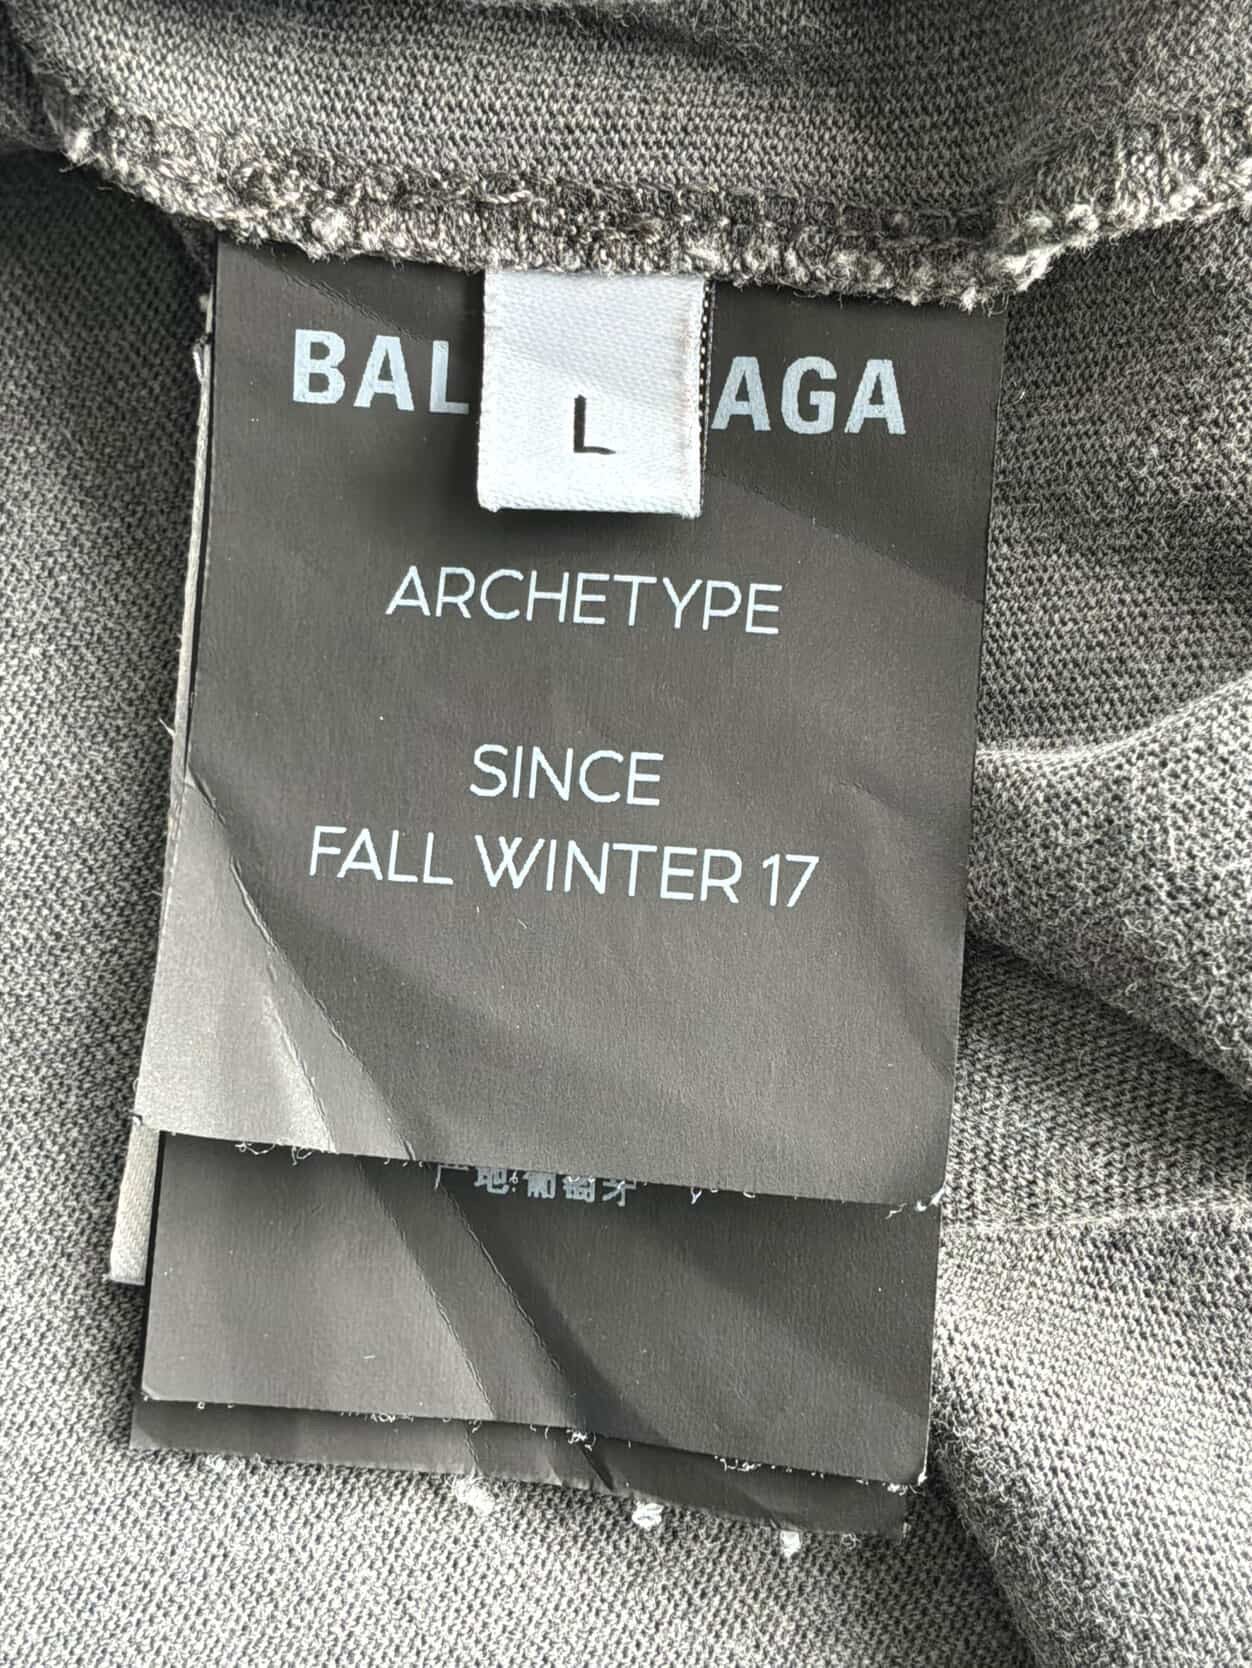 BAL AGA
L
ARCHETYPE
SINCE
FALL WINTER 17
产地:葡萄牙